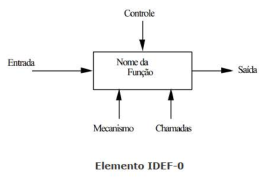 Controle
Entrada
Nome da
Função
Saída
Mecanismo
Chamadas
Elemento IDEF-0